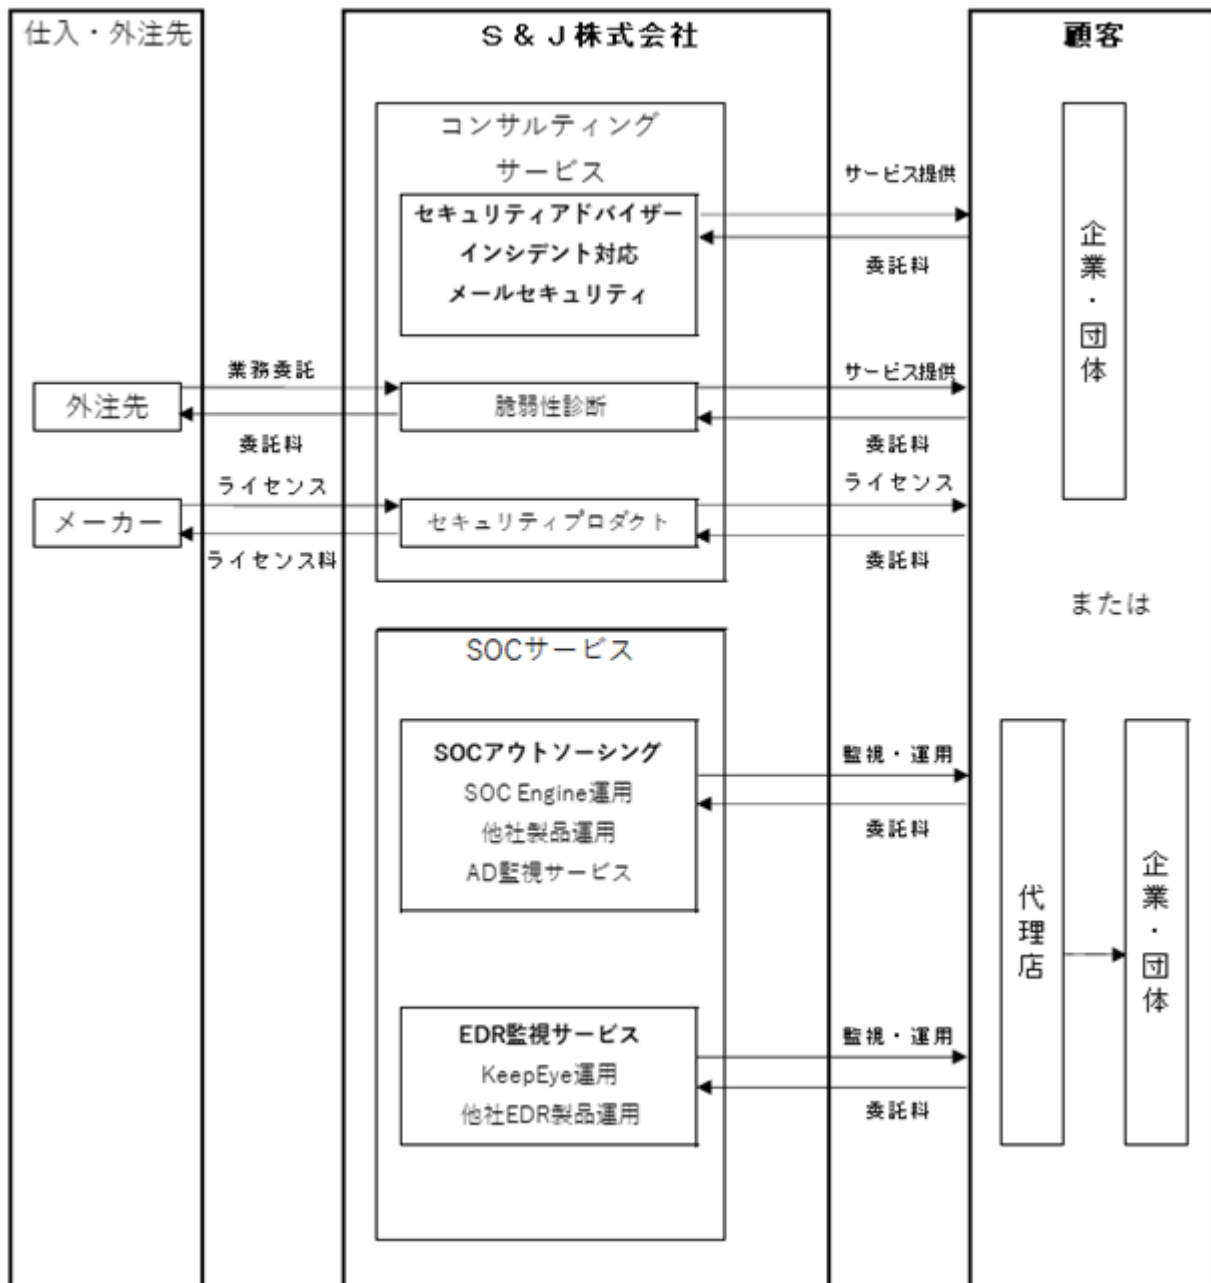 仕入・外注先
S & J 株式会社
顧客
コンサルティング
サービス
セキュリティアドバイザー
インシデント対応
メールセキュリティ
サービス提供
委託料
企業・団体
業務委託
外注先
委託料
脆弱性診断
サービス提供
委託料
ライセンス
メーカー
ライセンス料
セキュリティプロダクト
ライセンス
委託料
または
SOCサービス
SOCアウトソーシング
SOC Engine運用
他社製品運用
AD監視サービス
監視・運用
委託料
代理店
企業・団体
EDR監視サービス
KeepEye運用
他社EDR製品運用
監視・運用
委託料